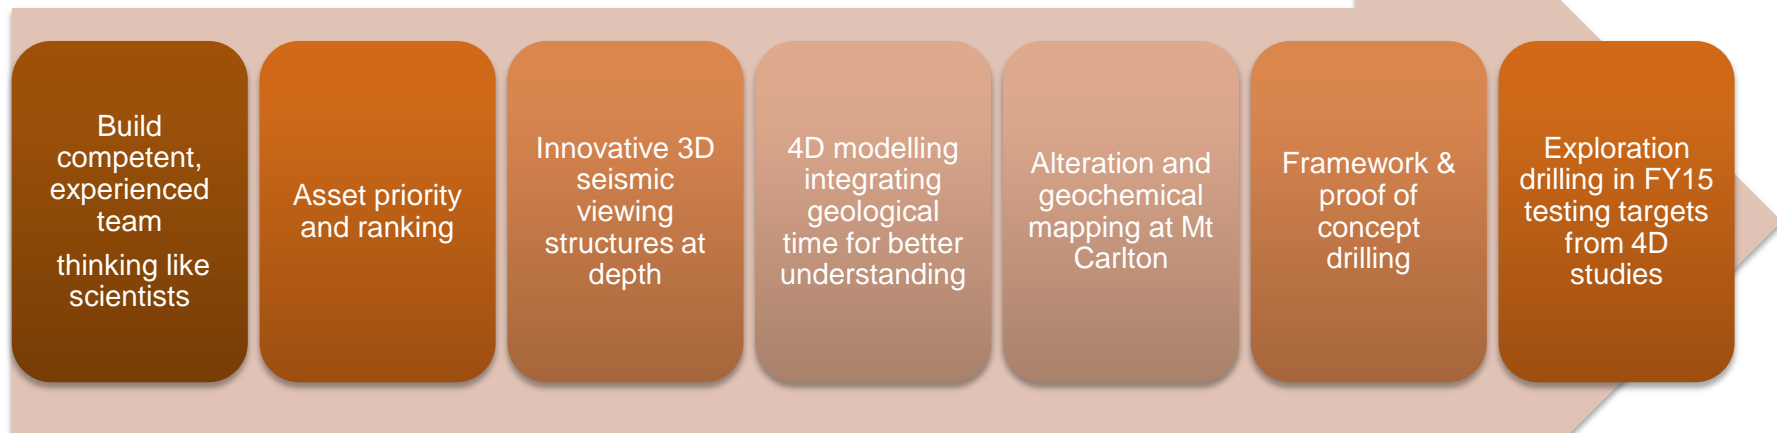 Build
competent,
experienced
team
thinking like
scientists
Asset priority
and ranking
Innovative 3D
seismic
viewing
structures at
depth
4D modelling
integrating
geological
time for better
understanding
Alteration and
geochemical
mapping at Mt
Carlton
Framework &
proof of
concept
drilling
Exploration
drilling in FY15
testing targets
from 4D
studies